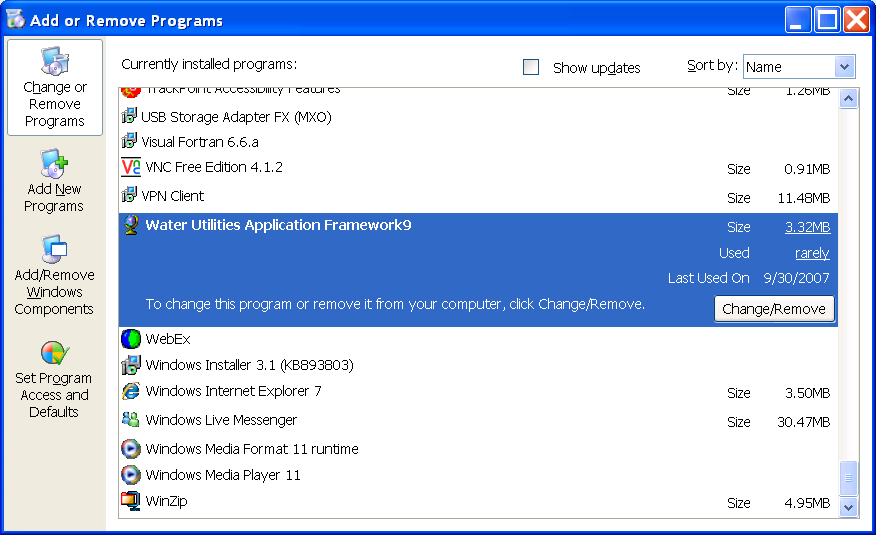 Add or Remove Programs
Change or
Remove
Programs
Add New
Programs
Add/Remove
Windows
Components
Set Program
Access and
Defaults
Currently installed programs:
Show updates
Sort by: Name
TrackPoint Accessibility Features Size 1.26MB
USB Storage Adapter FX (MXO)
Visual Fortran 6.6.a
VNC Free Edition 4.1.2 Size 0.91MB
VPN Client Size 11.48MB
Water Utilities Application Framework9 Size 3.32MB
Used rarely
Last Used On 9/30/2007
To change this program or remove it from your computer, click Change/Remove. Change/Remove
WebEx
Windows Installer 3.1 (KB893803)
Windows Internet Explorer 7 Size 3.50MB
Windows Live Messenger Size 30.47MB
Windows Media Format 11 runtime
Windows Media Player 11
WinZip Size 4.95MB